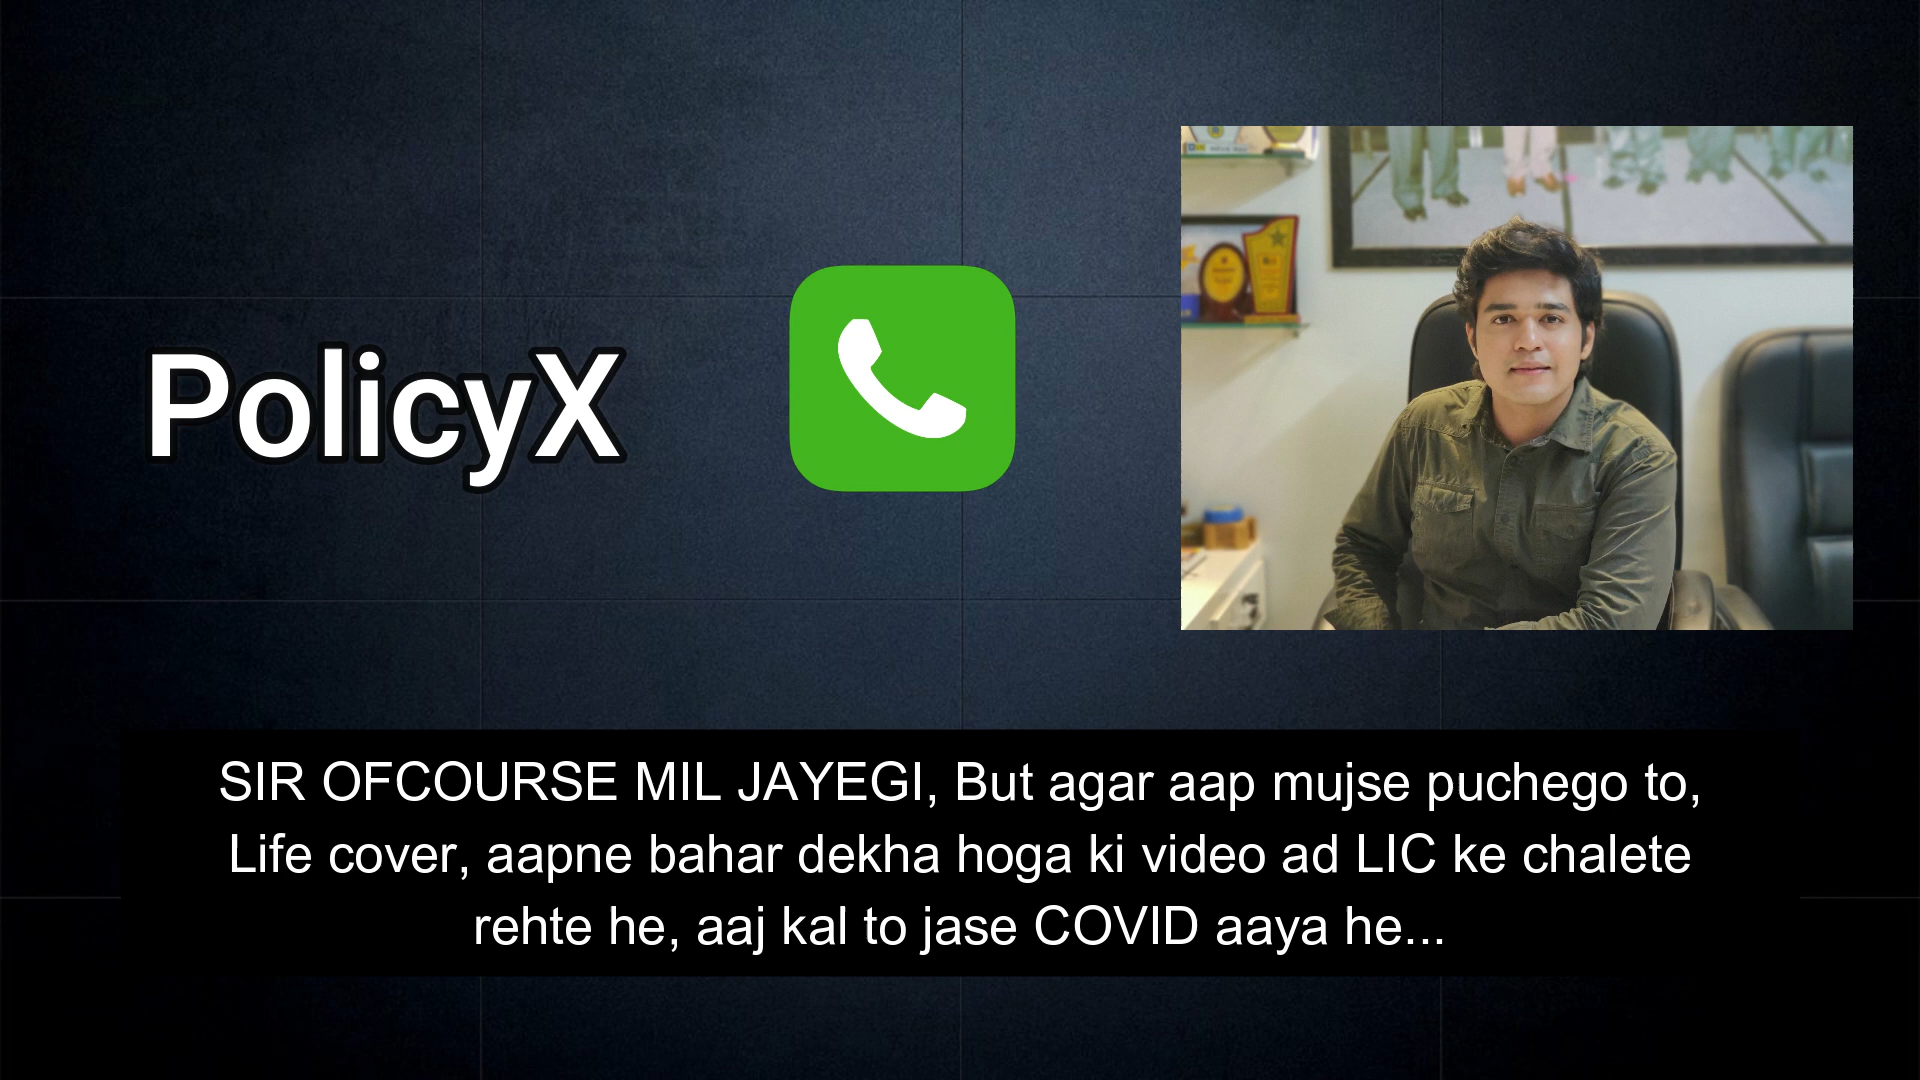 PolicyX
SIR OFCOURSE MIL JAYEGI, But agar aap mujse puchego to,
Life cover, aapne bahar dekha hoga ki video ad LIC ke chalete
rehte he, aaj kal to jase COVID aaya he...